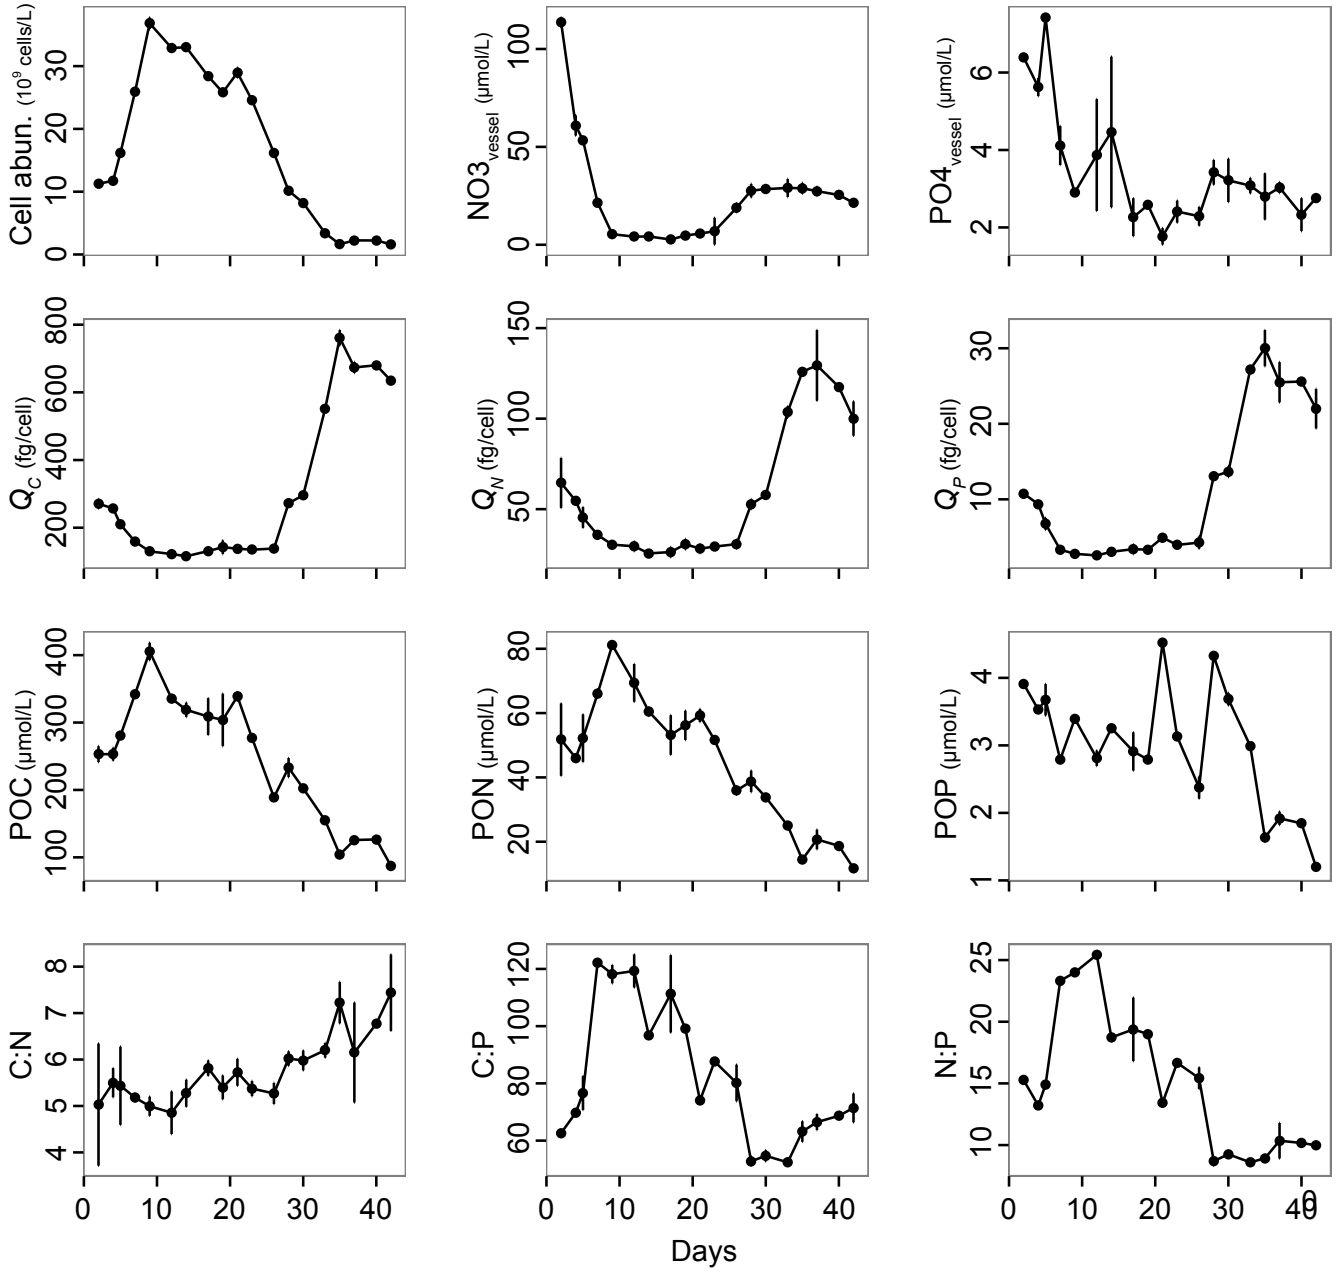 Cell abun. (10⁹ cells/L)
0
10
20
30
NO3vessel (µmol/L)
0
50
100
PO4vessel (µmol/L)
2
4
6
QC (fg/cell)
200
400
600
800
QN (fg/cell)
50
100
150
QP (fg/cell)
10
20
30
POC (µmol/L)
100
200
300
400
PON (µmol/L)
20
40
60
80
POP (µmol/L)
1
2
3
4
C:N
4
5
6
7
8
C:P
60
80
100
120
N:P
10
15
20
25
0 10 20 30 40
0 10 20 30 40
0 10 20 30 40
0
Days